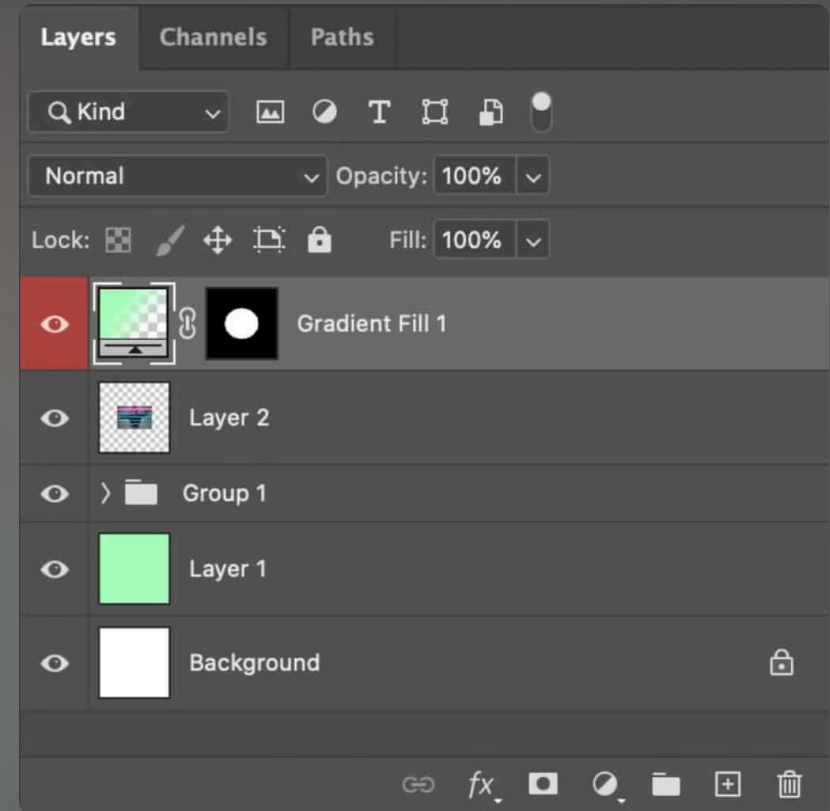 Layers Channels Paths
Kind T
Normal Opacity: 100%
Lock: Fill: 100%
Gradient Fill 1
Layer 2
Group 1
Layer 1
Background
fx